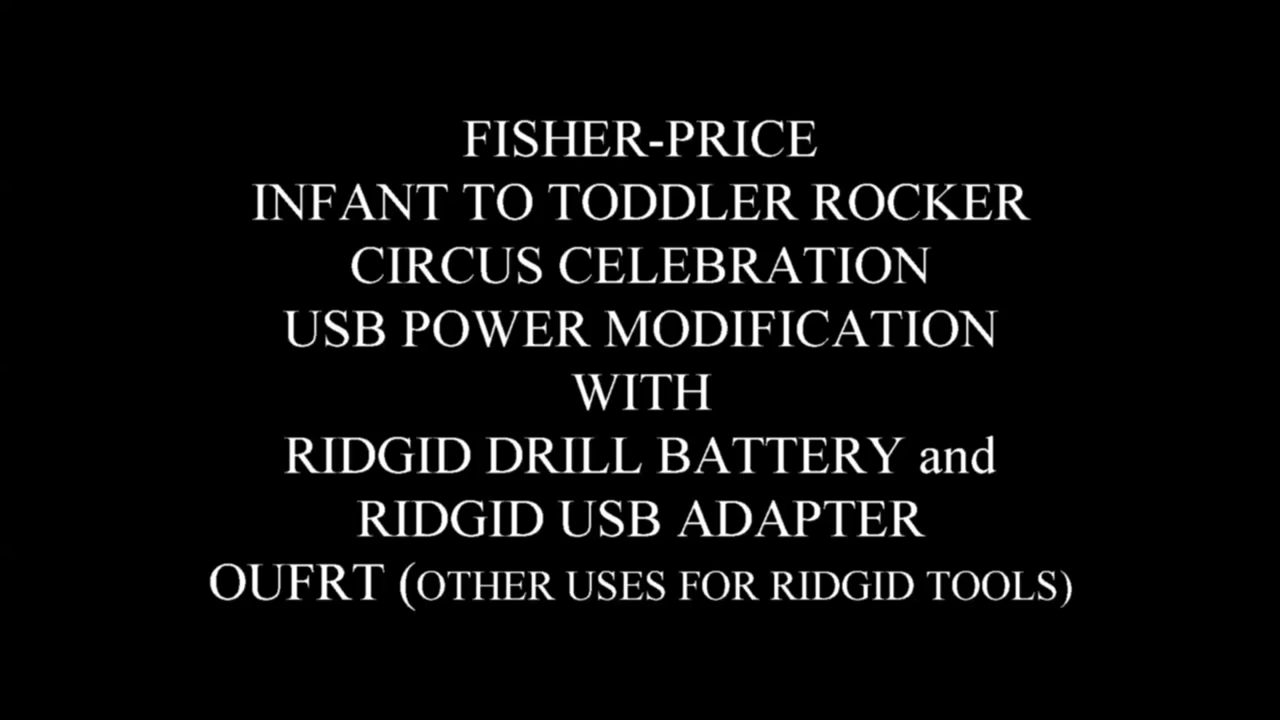 FISHER-PRICE
INFANT TO TODDLER ROCKER
CIRCUS CELEBRATION
USB POWER MODIFICATION
WITH
RIDGID DRILL BATTERY and
RIDGID USB ADAPTER
OUFRT (OTHER USES FOR RIDGID TOOLS)